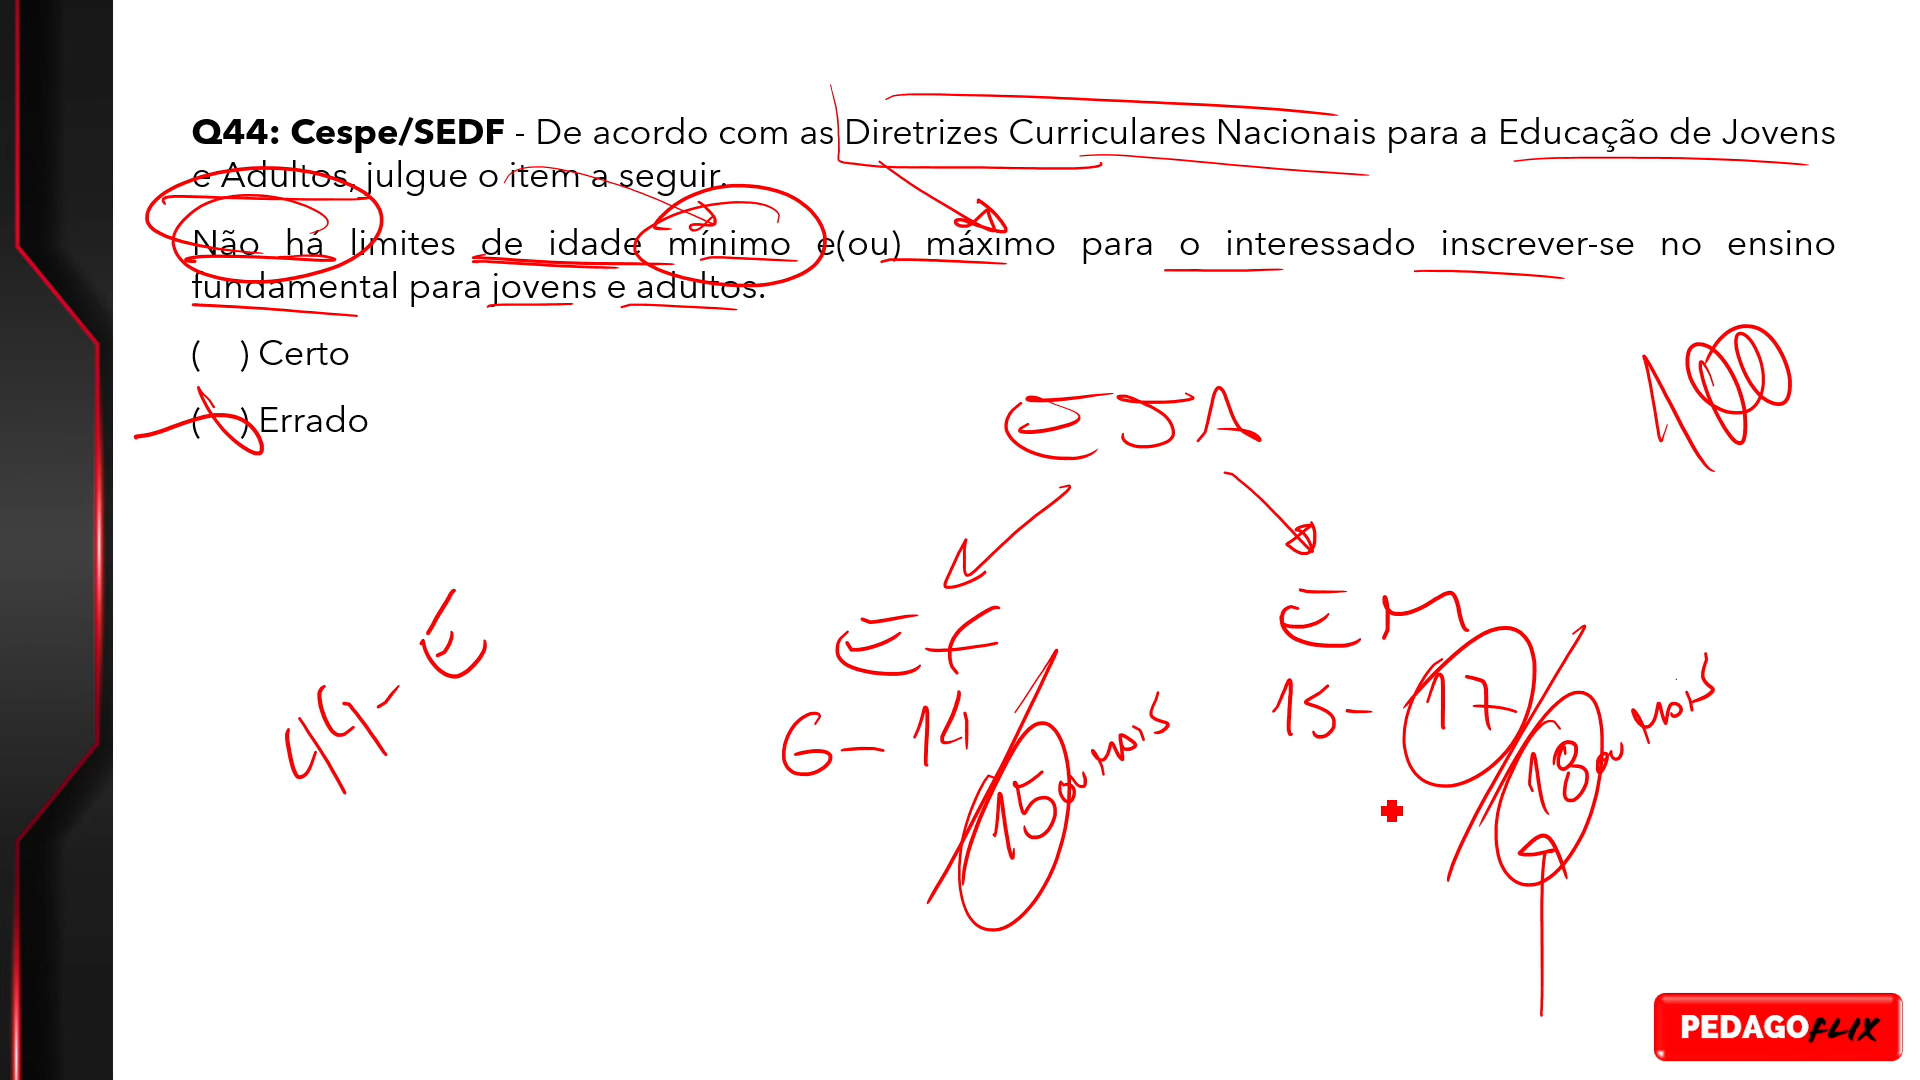 Q44: Cespe/SEDF - De acordo com as Diretrizes Curriculares Nacionais para a Educação de Jovens
e Adultos, julgue o item a seguir.
Não há limites de idade mínimo e(ou) máximo para o interessado inscrever-se no ensino
fundamental para jovens e adultos.
( ) Certo
( ) Errado
100
EJA
EF
EM
6-14
15 ou mais
15-17
18 ou mais
44-E
PEDAGOFLIX